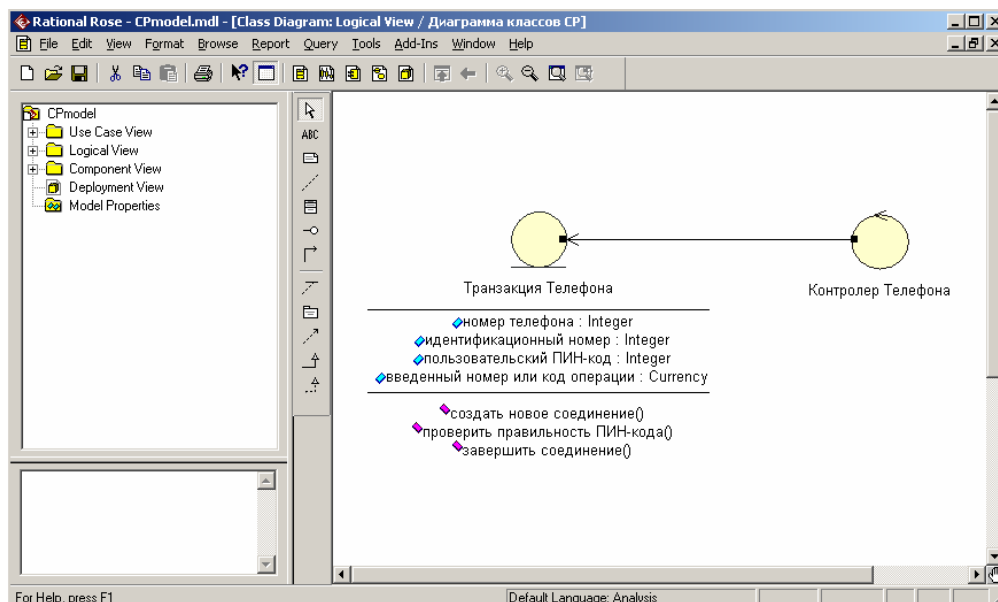 Rational Rose - CPmodel.mdl - [Class Diagram: Logical View / Диаграмма классов СР]
File Edit View Format Browse Report Query Tools Add-Ins Window Help
CPmodel
Use Case View
Logical View
Component View
Deployment View
Model Properties
ABC
Транзакция Телефона
Контролер Телефона
номер телефона : Integer
идентификационный номер : Integer
пользовательский ПИН-код : Integer
введенный номер или код операции : Currency
создать новое соединение()
проверить правильность ПИН-кода()
завершить соединение()
For Help, press F1
Default Language: Analysis